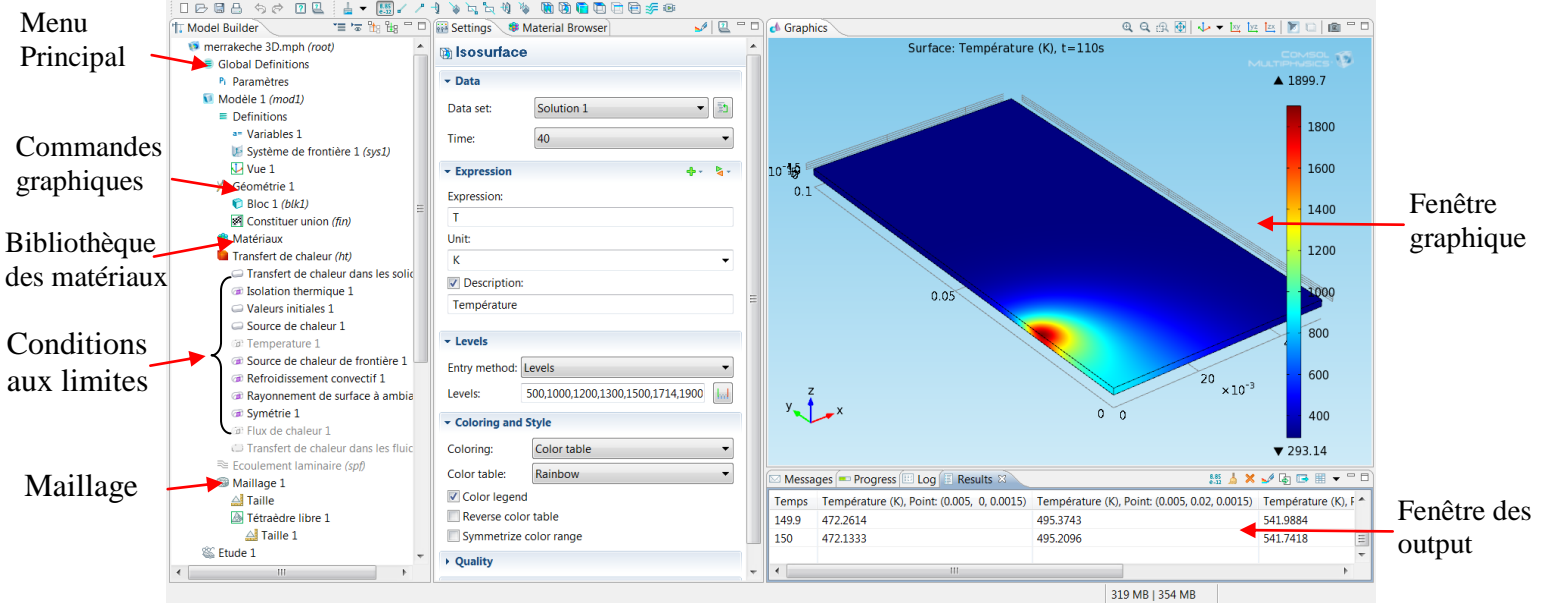 Menu
Principal
Commandes
graphiques
Bibliothèque
des matériaux
Conditions
aux limites
Maillage
Model Builder
merrakeche 3D.mph (root)
Global Definitions
Pi Paramètres
Modèle 1 (mod1)
Definitions
a= Variables 1
Système de frontière 1 (sys1)
Vue 1
Géométrie 1
Bloc 1 (blk1)
Constituer union (fin)
Matériaux
Transfert de chaleur (ht)
Transfert de chaleur dans les solic
Isolation thermique 1
Valeurs initiales 1
Source de chaleur 1
Temperature 1
Source de chaleur de frontière 1
Refroidissement convectif 1
Rayonnement de surface à ambia
Symétrie 1
Flux de chaleur 1
Transfert de chaleur dans les fluic
Ecoulement laminaire (spf)
Maillage 1
Taille
Tétraèdre libre 1
Taille 1
Etude 1
Settings Material Browser
Isosurface
Data
Data set: Solution 1
Time: 40
Expression
Expression:
T
Unit:
K
Description:
Température
Levels
Entry method: Levels
Levels: 500,1000,1200,1300,1500,1714,1900
Coloring and Style
Coloring: Color table
Color table: Rainbow
Color legend
Reverse color table
Symmetrize color range
Quality
Graphics
Surface: Température (K), t=110s
COMSOL
MULTIPHYSICS
▲ 1899.7
1800
1600
1400
1200
1000
800
600
400
▼ 293.14
0.1
0.05
0 0
20
×10⁻³
z
y x
Messages Progress Log Results
Temps Température (K), Point: (0.005, 0, 0.0015) Température (K), Point: (0.005, 0.02, 0.0015) Température (K), P
149.9 472.2614 495.3743 541.9884
150 472.1333 495.2096 541.7418
319 MB | 354 MB
Fenêtre
graphique
Fenêtre des
output